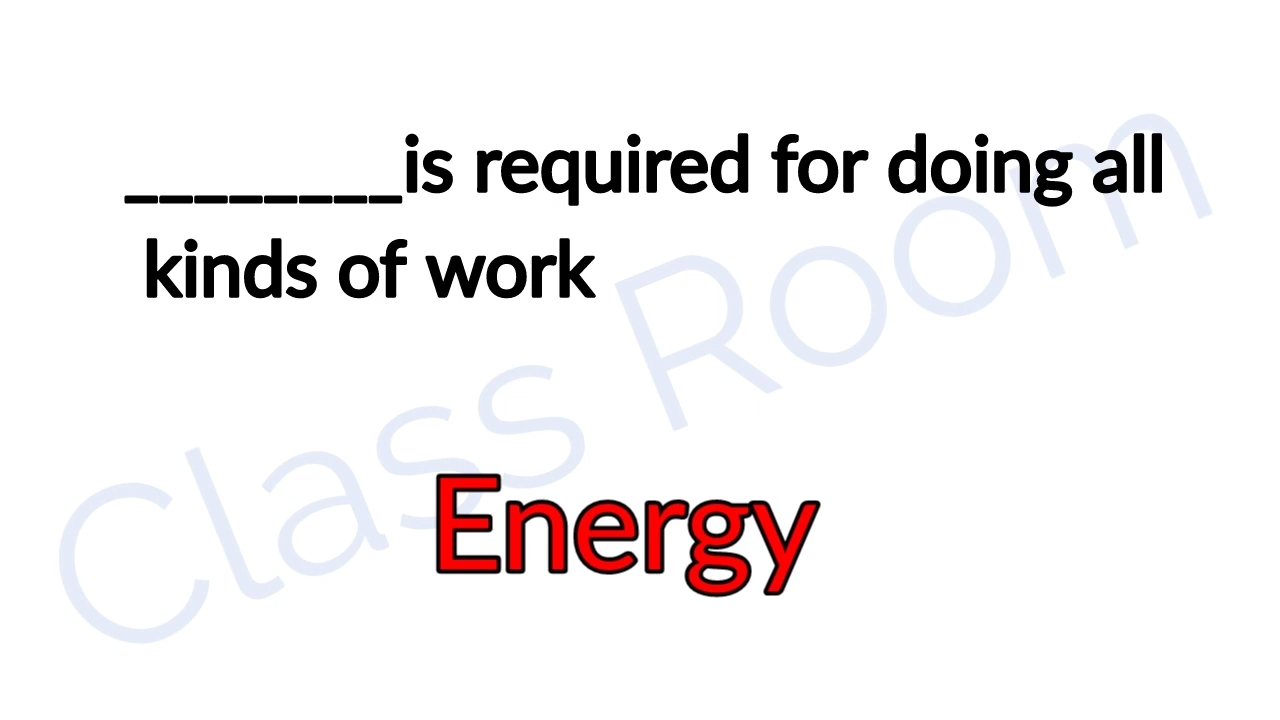 ________is required for doing all
kinds of work
Energy
Class Room